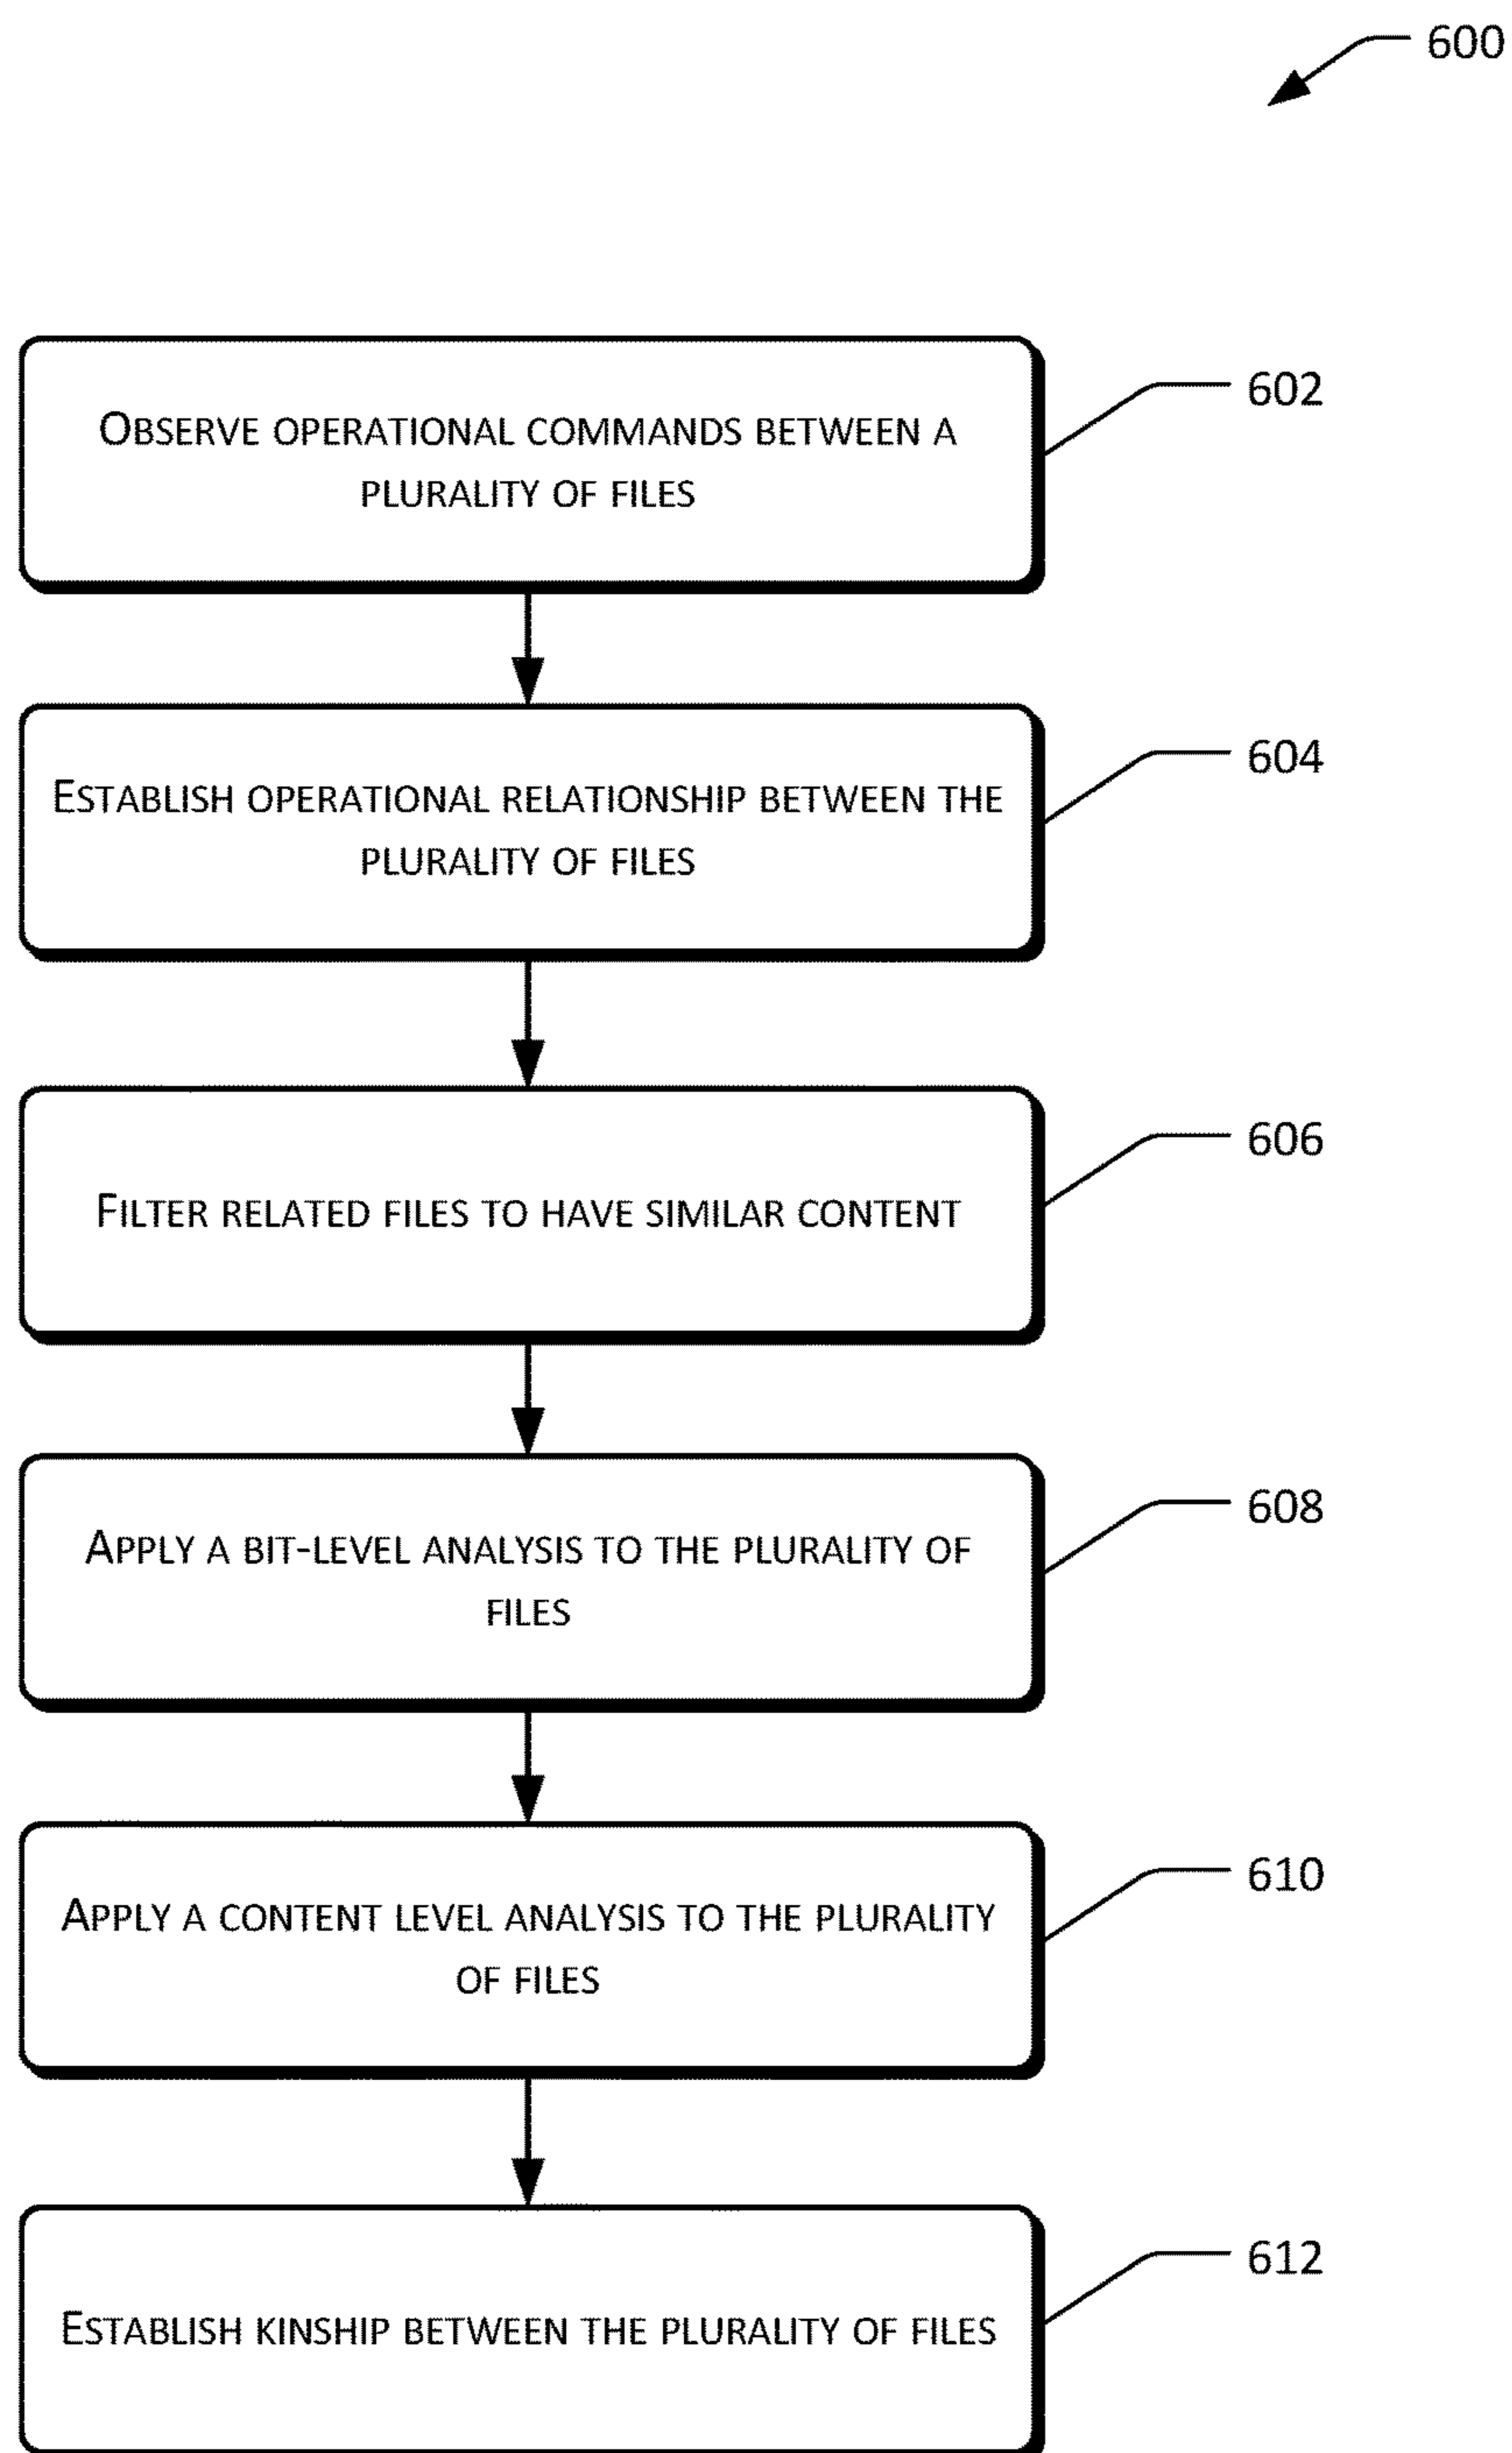 600
OBSERVE OPERATIONAL COMMANDS BETWEEN A
PLURALITY OF FILES
602
ESTABLISH OPERATIONAL RELATIONSHIP BETWEEN THE
PLURALITY OF FILES
604
FILTER RELATED FILES TO HAVE SIMILAR CONTENT
606
APPLY A BIT-LEVEL ANALYSIS TO THE PLURALITY OF
FILES
608
APPLY A CONTENT LEVEL ANALYSIS TO THE PLURALITY
OF FILES
610
ESTABLISH KINSHIP BETWEEN THE PLURALITY OF FILES
612